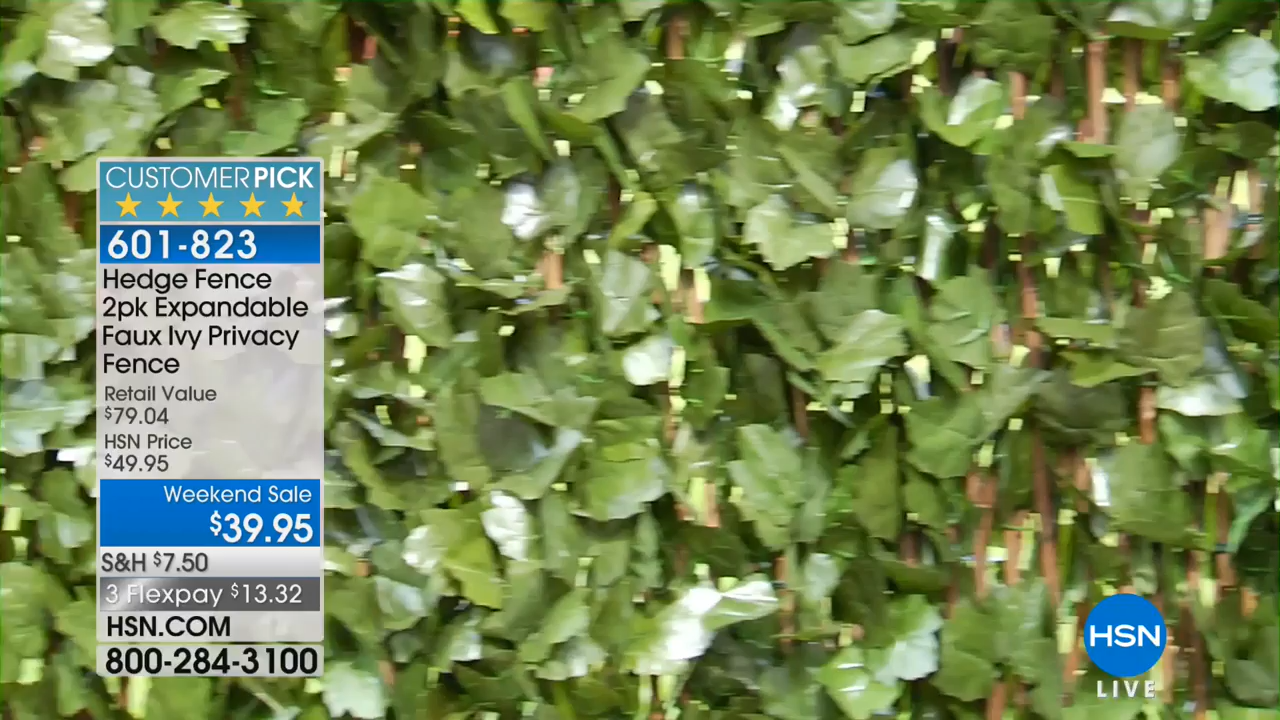 CUSTOMER PICK
601-823
Hedge Fence
2pk Expandable
Faux Ivy Privacy
Fence
Retail Value
$79.04
HSN Price
$49.95
Weekend Sale
$39.95
S&H $7.50
3 Flexpay $13.32
HSN.COM
800-284-3100
HSN
LIVE